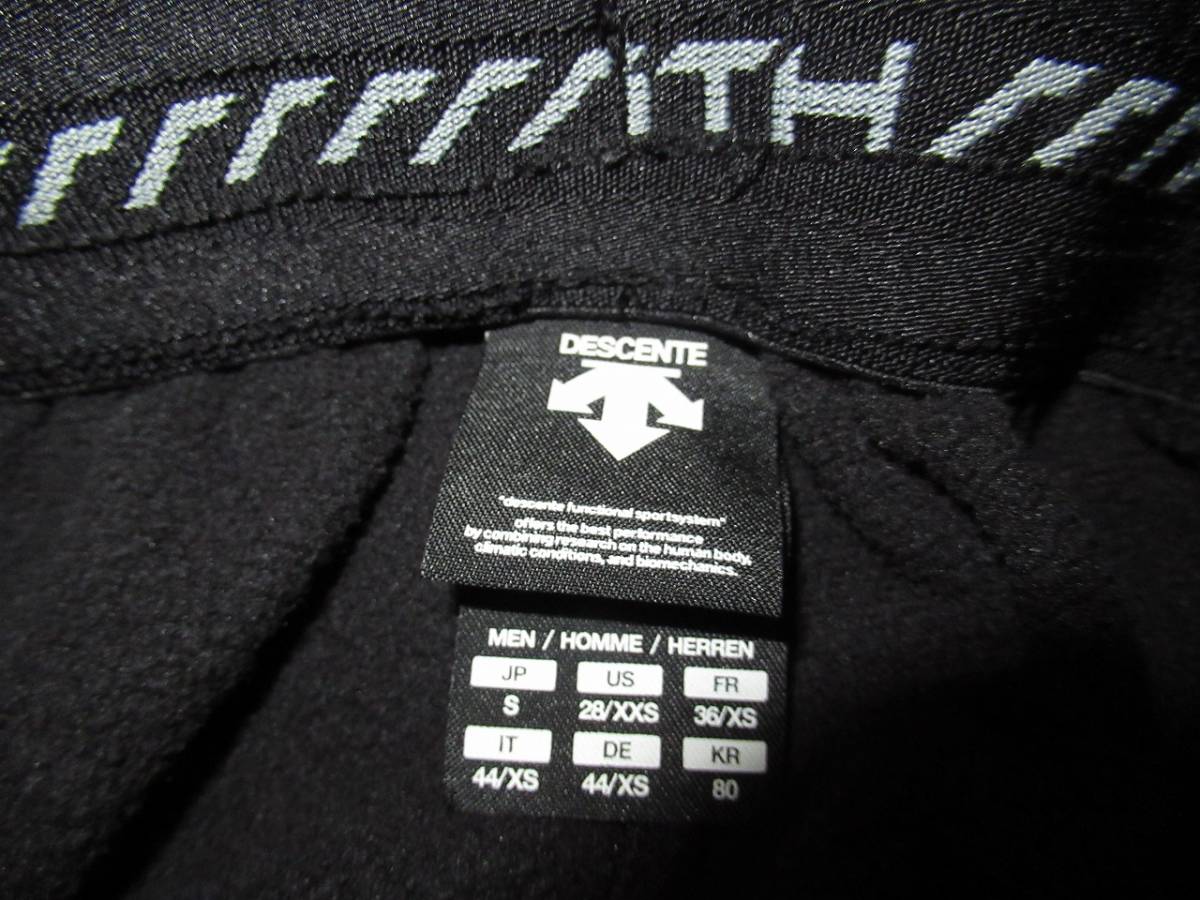 iTH
DESCENTE
"descente functional sportsystem"
offers the best performance
by combining research on the human body,
climatic conditions, and biomechanics.
MEN / HOMME / HERREN
JP US FR
S 28/XXS 36/XS
IT DE KR
44/XS 44/XS 80